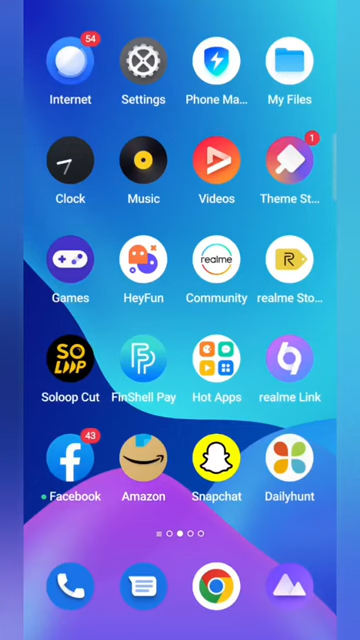 54
Internet
Settings
Phone Ma...
My Files
1
Clock
Music
Videos
Theme St...
realme
R
Games
HeyFun
Community
realme Sto...
SO
LOOP
Soloop Cut
FinShell Pay
Hot Apps
realme Link
43
Facebook
Amazon
Snapchat
Dailyhunt